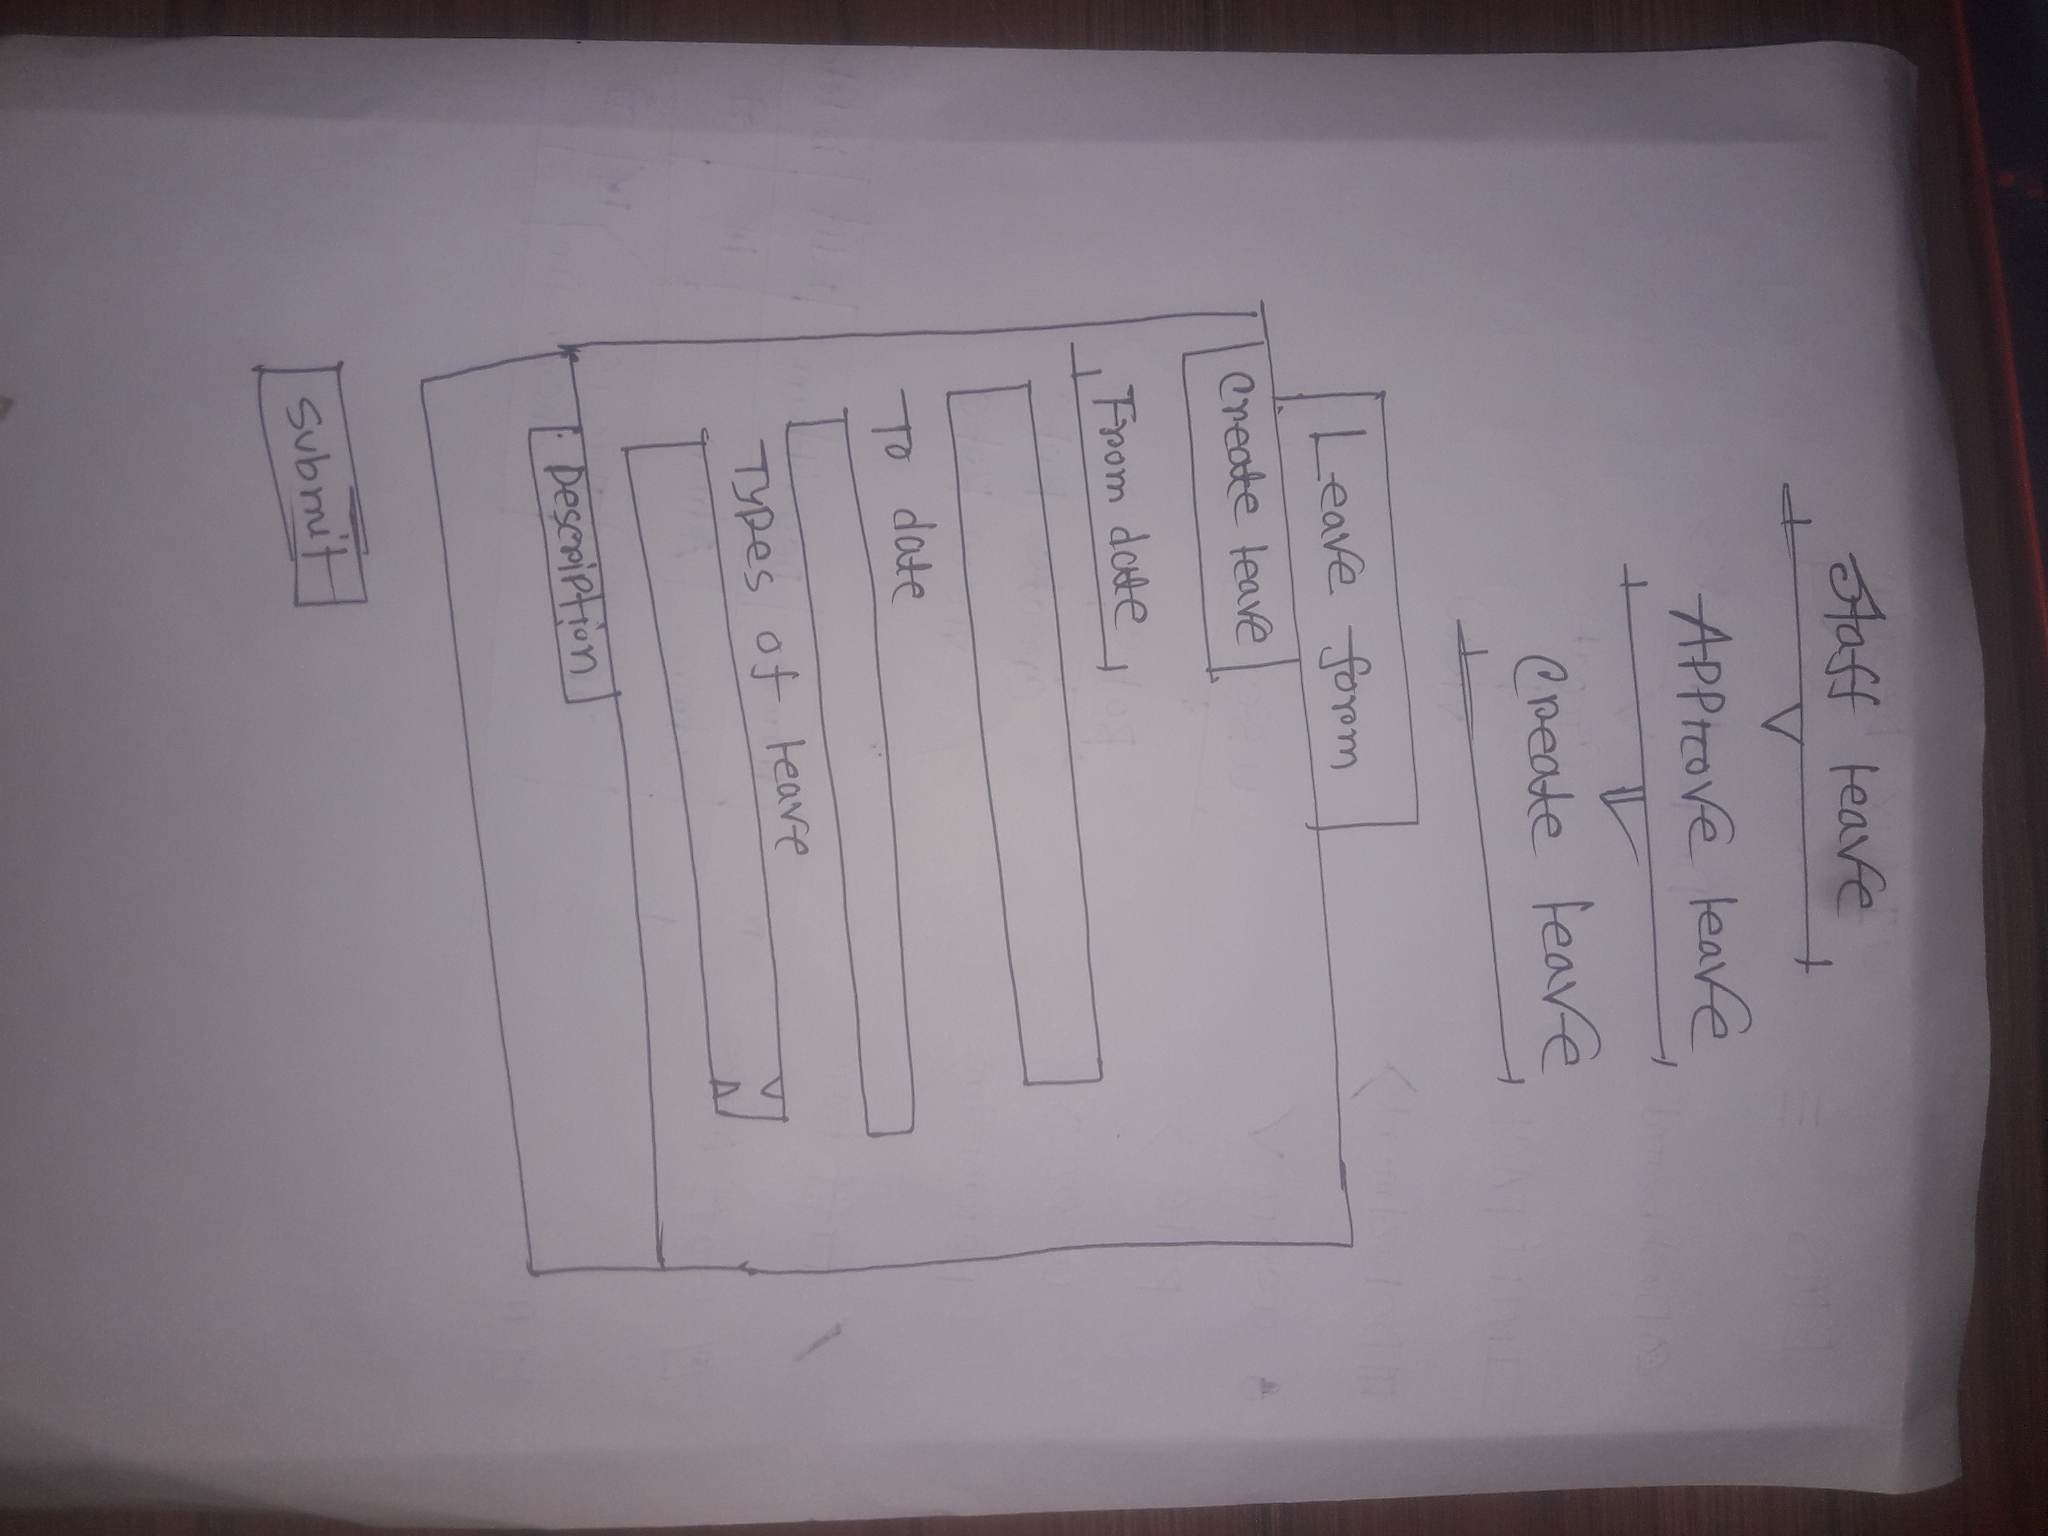 Staff leave
Approve leave
Create leave
Leave form
Create leave
From date
To date
Types of leave
Description
Submit